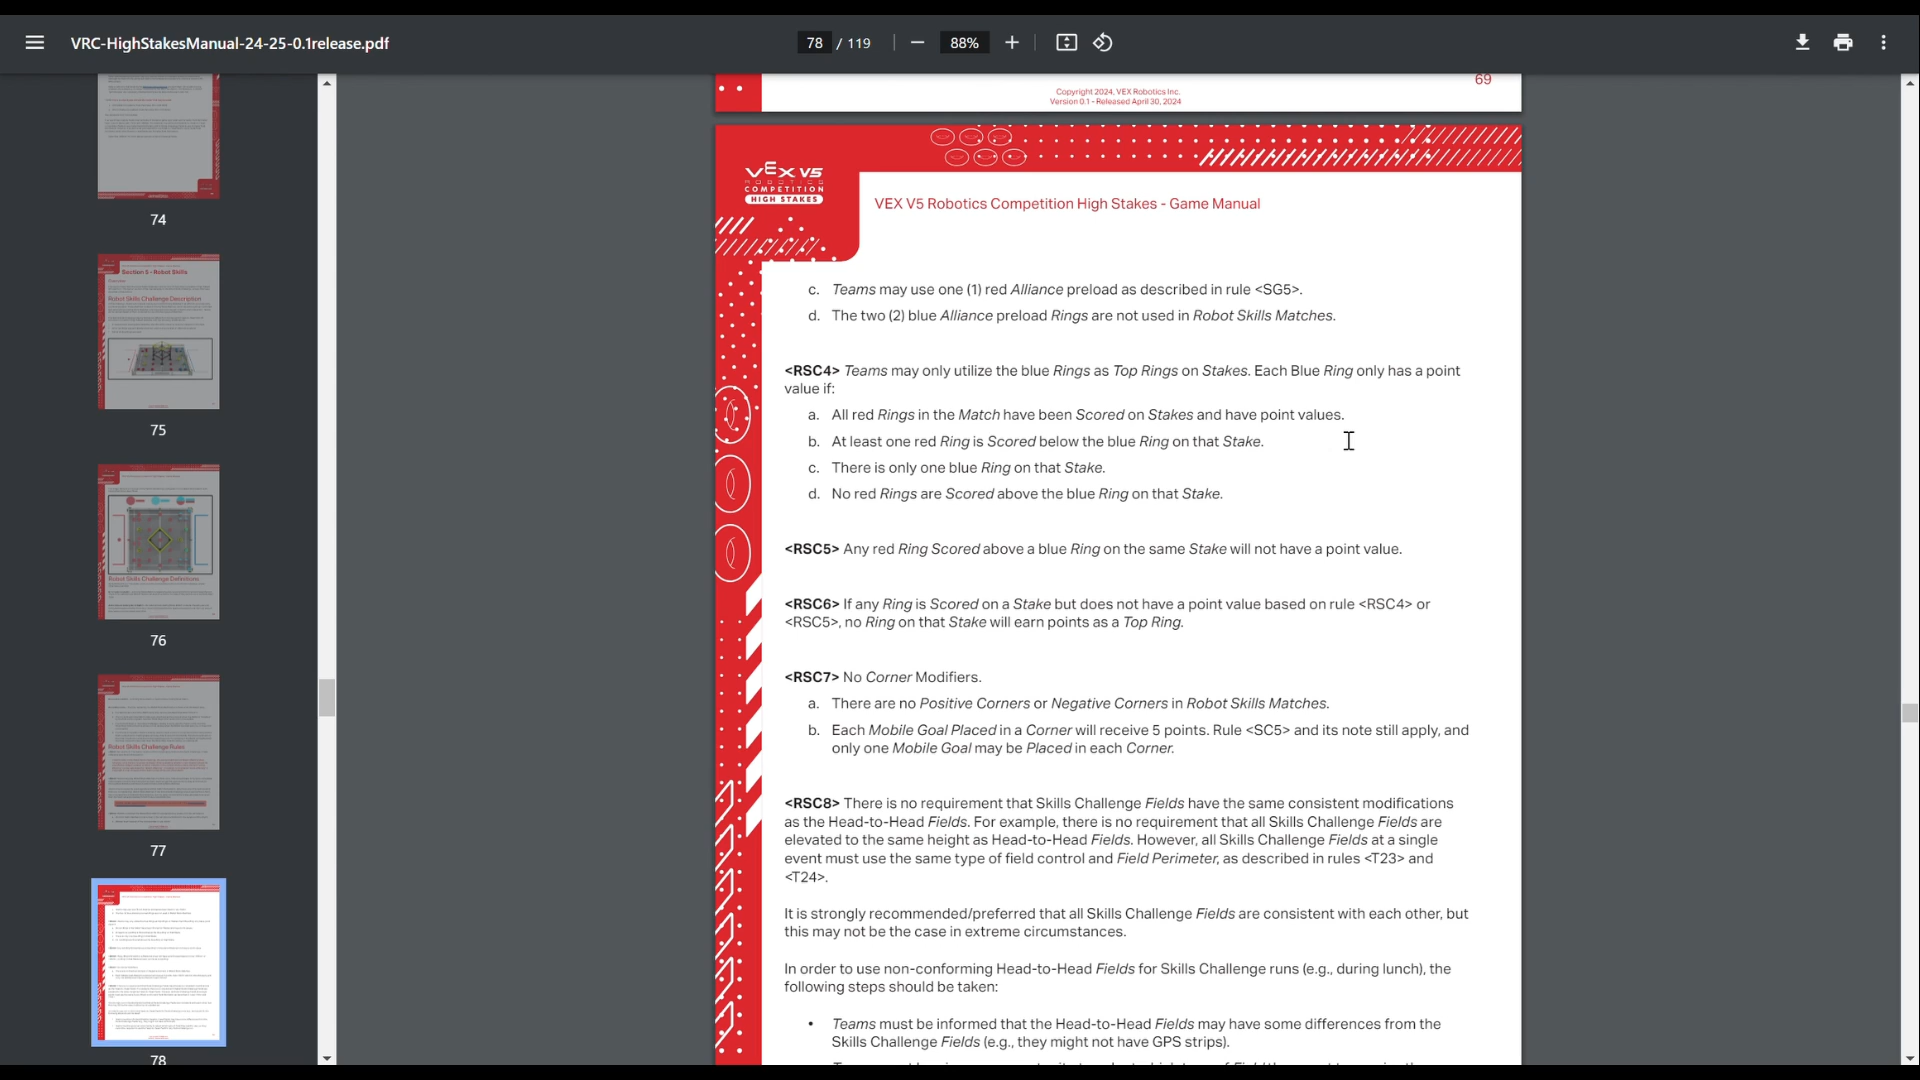 VRC-HighStakesManual-24-25-0.1release.pdf
78 / 119
88%
69
Copyright 2024, VEX Robotics Inc.
Version 0.1 - Released April 30, 2024
VEX V5
ROBOTICS
COMPETITION
HIGH STAKES
VEX V5 Robotics Competition High Stakes - Game Manual
c. Teams may use one (1) red Alliance preload as described in rule <SG5>.
d. The two (2) blue Alliance preload Rings are not used in Robot Skills Matches.
<RSC4> Teams may only utilize the blue Rings as Top Rings on Stakes. Each Blue Ring only has a point
value if:
a. All red Rings in the Match have been Scored on Stakes and have point values.
b. At least one red Ring is Scored below the blue Ring on that Stake.
c. There is only one blue Ring on that Stake.
d. No red Rings are Scored above the blue Ring on that Stake.
<RSC5> Any red Ring Scored above a blue Ring on the same Stake will not have a point value.
<RSC6> If any Ring is Scored on a Stake but does not have a point value based on rule <RSC4> or
<RSC5>, no Ring on that Stake will earn points as a Top Ring.
<RSC7> No Corner Modifiers.
a. There are no Positive Corners or Negative Corners in Robot Skills Matches.
b. Each Mobile Goal Placed in a Corner will receive 5 points. Rule <SC5> and its note still apply, and
only one Mobile Goal may be Placed in each Corner.
<RSC8> There is no requirement that Skills Challenge Fields have the same consistent modifications
as the Head-to-Head Fields. For example, there is no requirement that all Skills Challenge Fields are
elevated to the same height as Head-to-Head Fields. However, all Skills Challenge Fields at a single
event must use the same type of field control and Field Perimeter, as described in rules <T23> and
<T24>.
It is strongly recommended/preferred that all Skills Challenge Fields are consistent with each other, but
this may not be the case in extreme circumstances.
In order to use non-conforming Head-to-Head Fields for Skills Challenge runs (e.g., during lunch), the
following steps should be taken:
• Teams must be informed that the Head-to-Head Fields may have some differences from the
Skills Challenge Fields (e.g., they might not have GPS strips).
74
Section 5 - Robot Skills
Robot Skills Challenge Description
75
Robot Skills Challenge Definitions
76
Robot Skills Challenge Rules
77
78